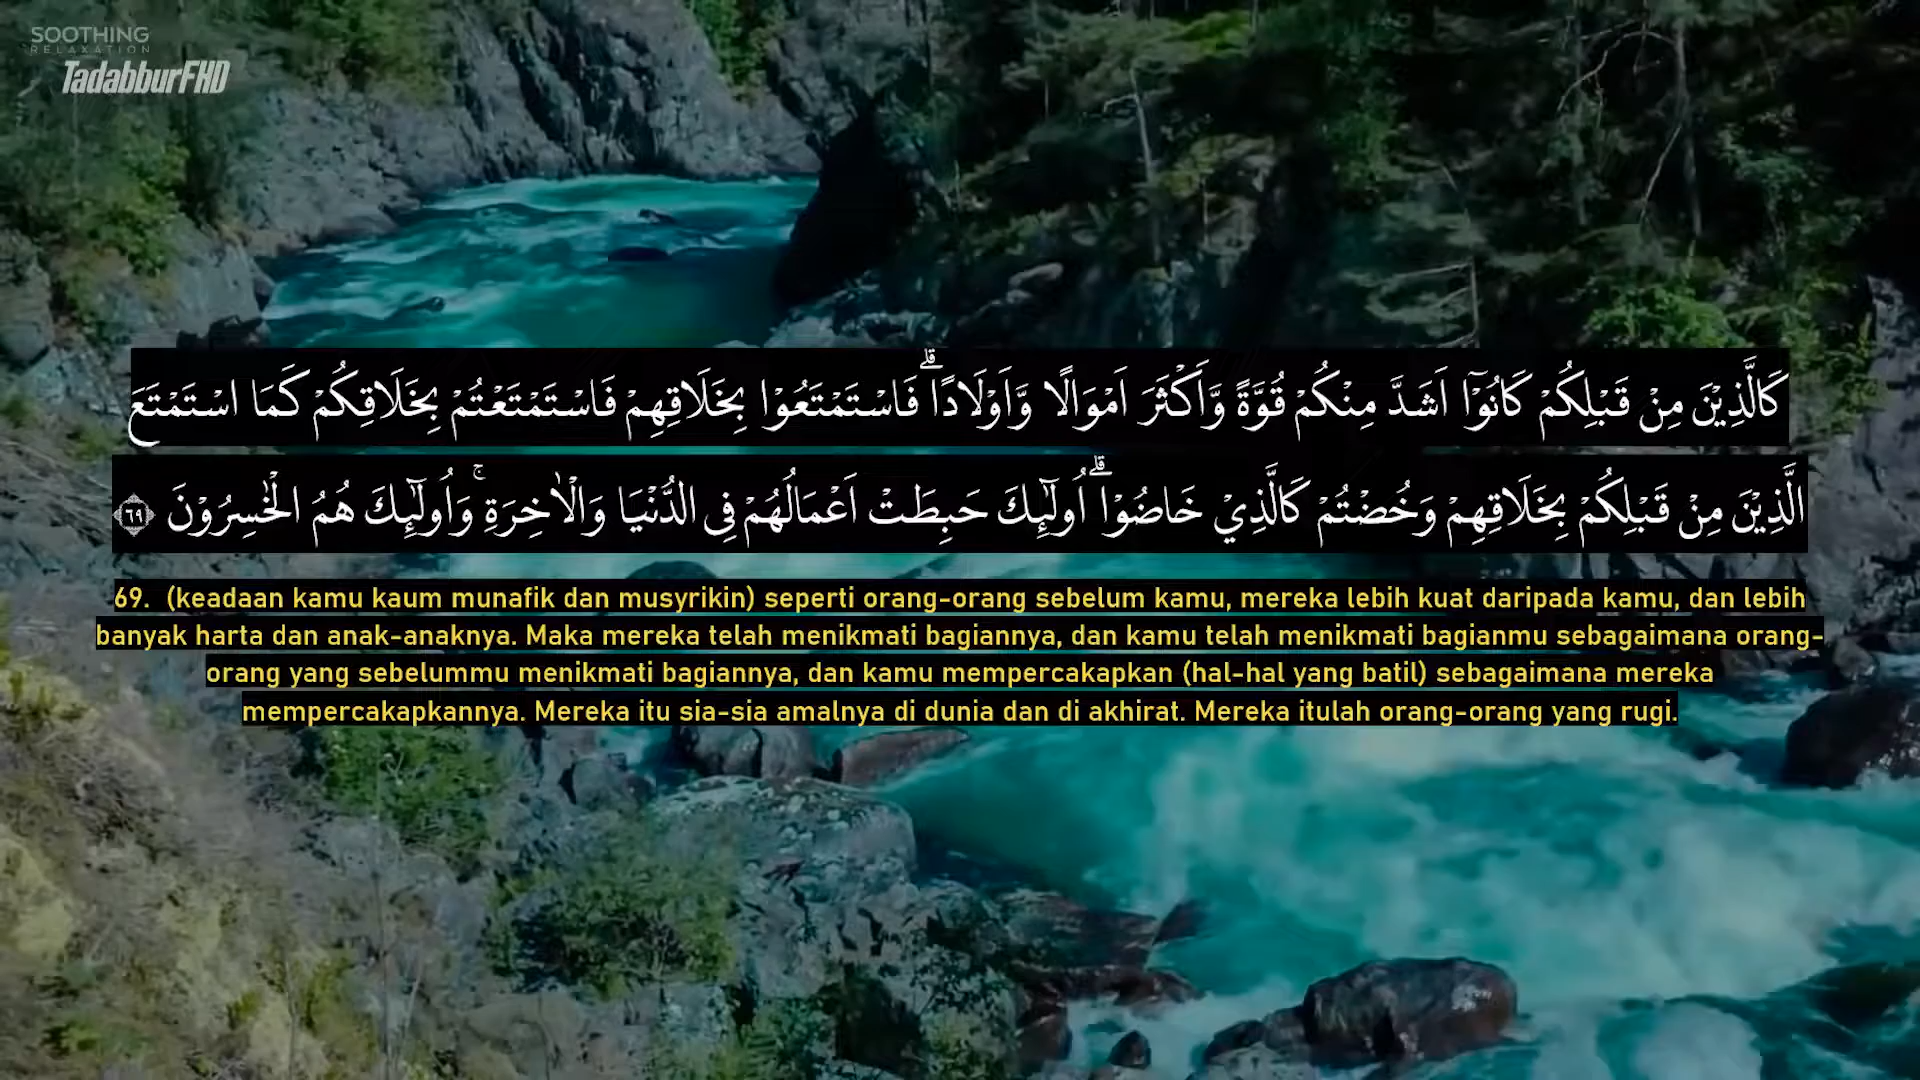 SOOTHING
RELAXATION
TadabburFHD
كَالَّذِيْنَ مِنْ قَبْلِكُمْ كَانُوْٓا اَشَدَّ مِنْكُمْ قُوَّةً وَّاَكْثَرَ اَمْوَالًا وَّاَوْلَادًاۗ فَاسْتَمْتَعُوْا بِخَلَاقِهِمْ فَاسْتَمْتَعْتُمْ بِخَلَاقِكُمْ كَمَا اسْتَمْتَعَ
الَّذِيْنَ مِنْ قَبْلِكُمْ بِخَلَاقِهِمْ وَخُضْتُمْ كَالَّذِيْ خَاضُوْاۗ اُولٰۤىِٕكَ حَبِطَتْ اَعْمَالُهُمْ فِى الدُّنْيَا وَالْاٰخِرَةِۚ وَاُولٰۤىِٕكَ هُمُ الْخٰسِرُوْنَ ٦٩
69. (keadaan kamu kaum munafik dan musyrikin) seperti orang-orang sebelum kamu, mereka lebih kuat daripada kamu, dan lebih
banyak harta dan anak-anaknya. Maka mereka telah menikmati bagiannya, dan kamu telah menikmati bagianmu sebagaimana orang-
orang yang sebelummu menikmati bagiannya, dan kamu mempercakapkan (hal-hal yang batil) sebagaimana mereka
mempercakapkannya. Mereka itu sia-sia amalnya di dunia dan di akhirat. Mereka itulah orang-orang yang rugi.